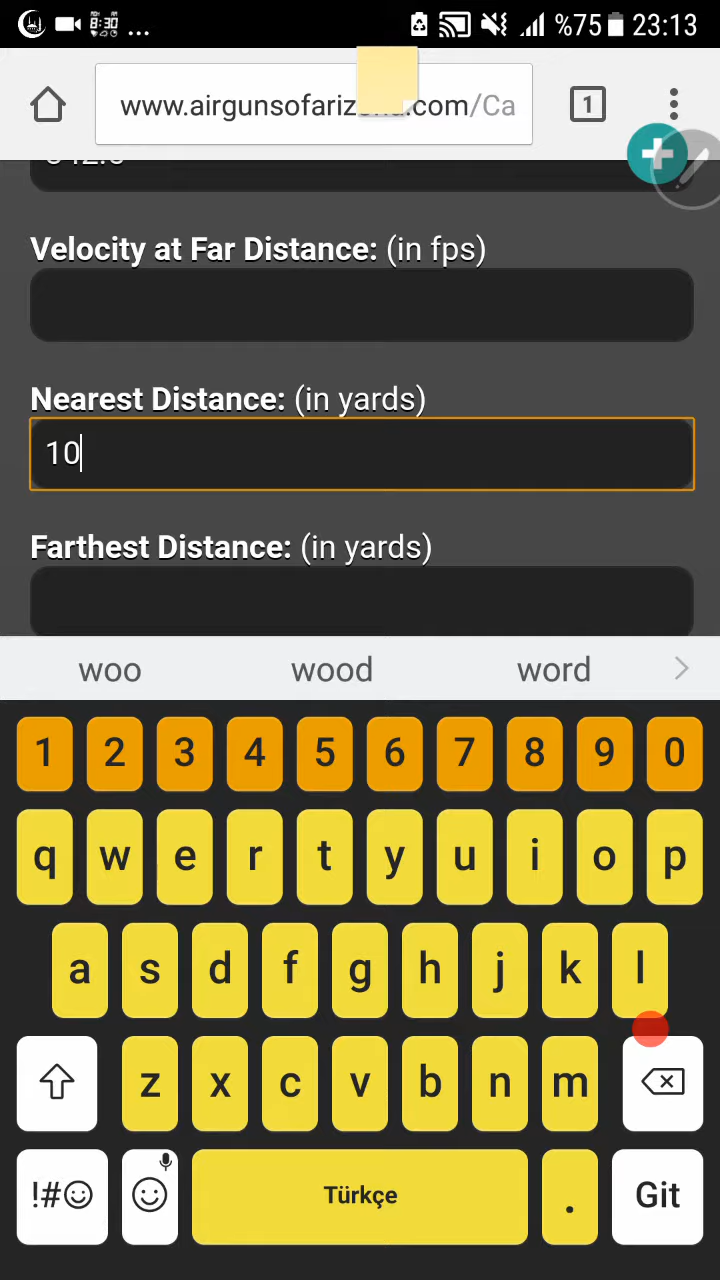 8:30 ... %75 23:13
www.airgunsofariz .com/Ca 1
Velocity at Far Distance: (in fps)
Nearest Distance: (in yards)
10
Farthest Distance: (in yards)
woo wood word
1 2 3 4 5 6 7 8 9 0
q w e r t y u i o p
a s d f g h j k l
z x c v b n m
!#☺ Türkçe . Git